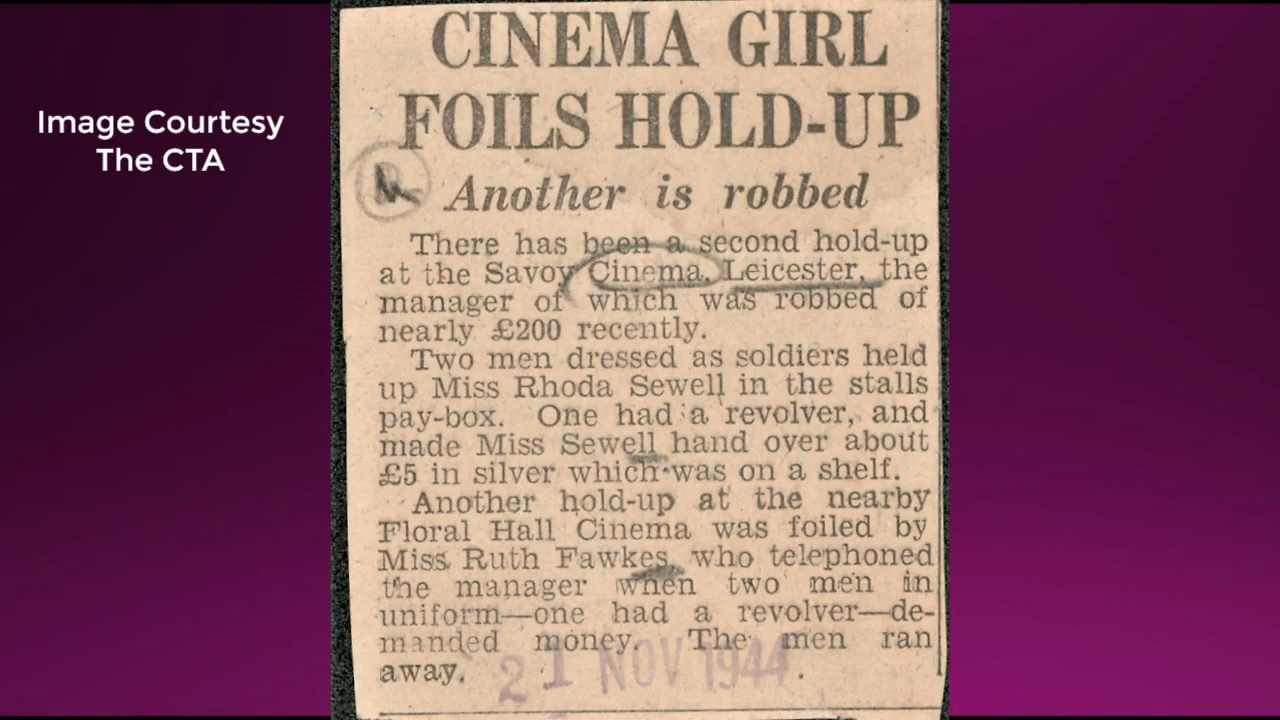 Image Courtesy
The CTA
CINEMA GIRL
FOILS HOLD-UP
Another is robbed
There has been a second hold-up
at the Savoy Cinema, Leicester, the
manager of which was robbed of
nearly £200 recently.
Two men dressed as soldiers held
up Miss Rhoda Sewell in the stalls
pay-box. One had a revolver, and
made Miss Sewell hand over about
£5 in silver which was on a shelf.
Another hold-up at the nearby
Floral Hall Cinema was foiled by
Miss Ruth Fawkes, who telephoned
the manager when two men in
uniform—one had a revolver—de-
manded money. The men ran
away.
21 NOV 1944